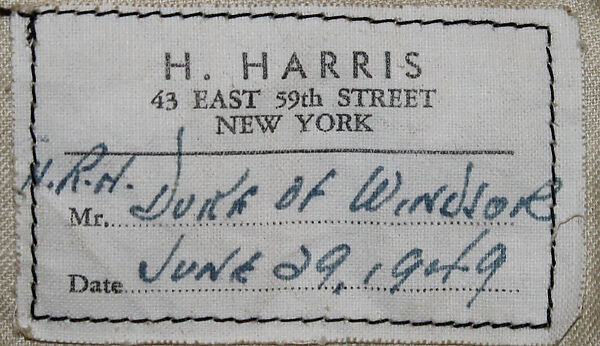 H. HARRIS
43 EAST 59th STREET
NEW YORK
H.R.H.
Mr. DUKE OF WINDSOR
Date JUNE 29, 1949